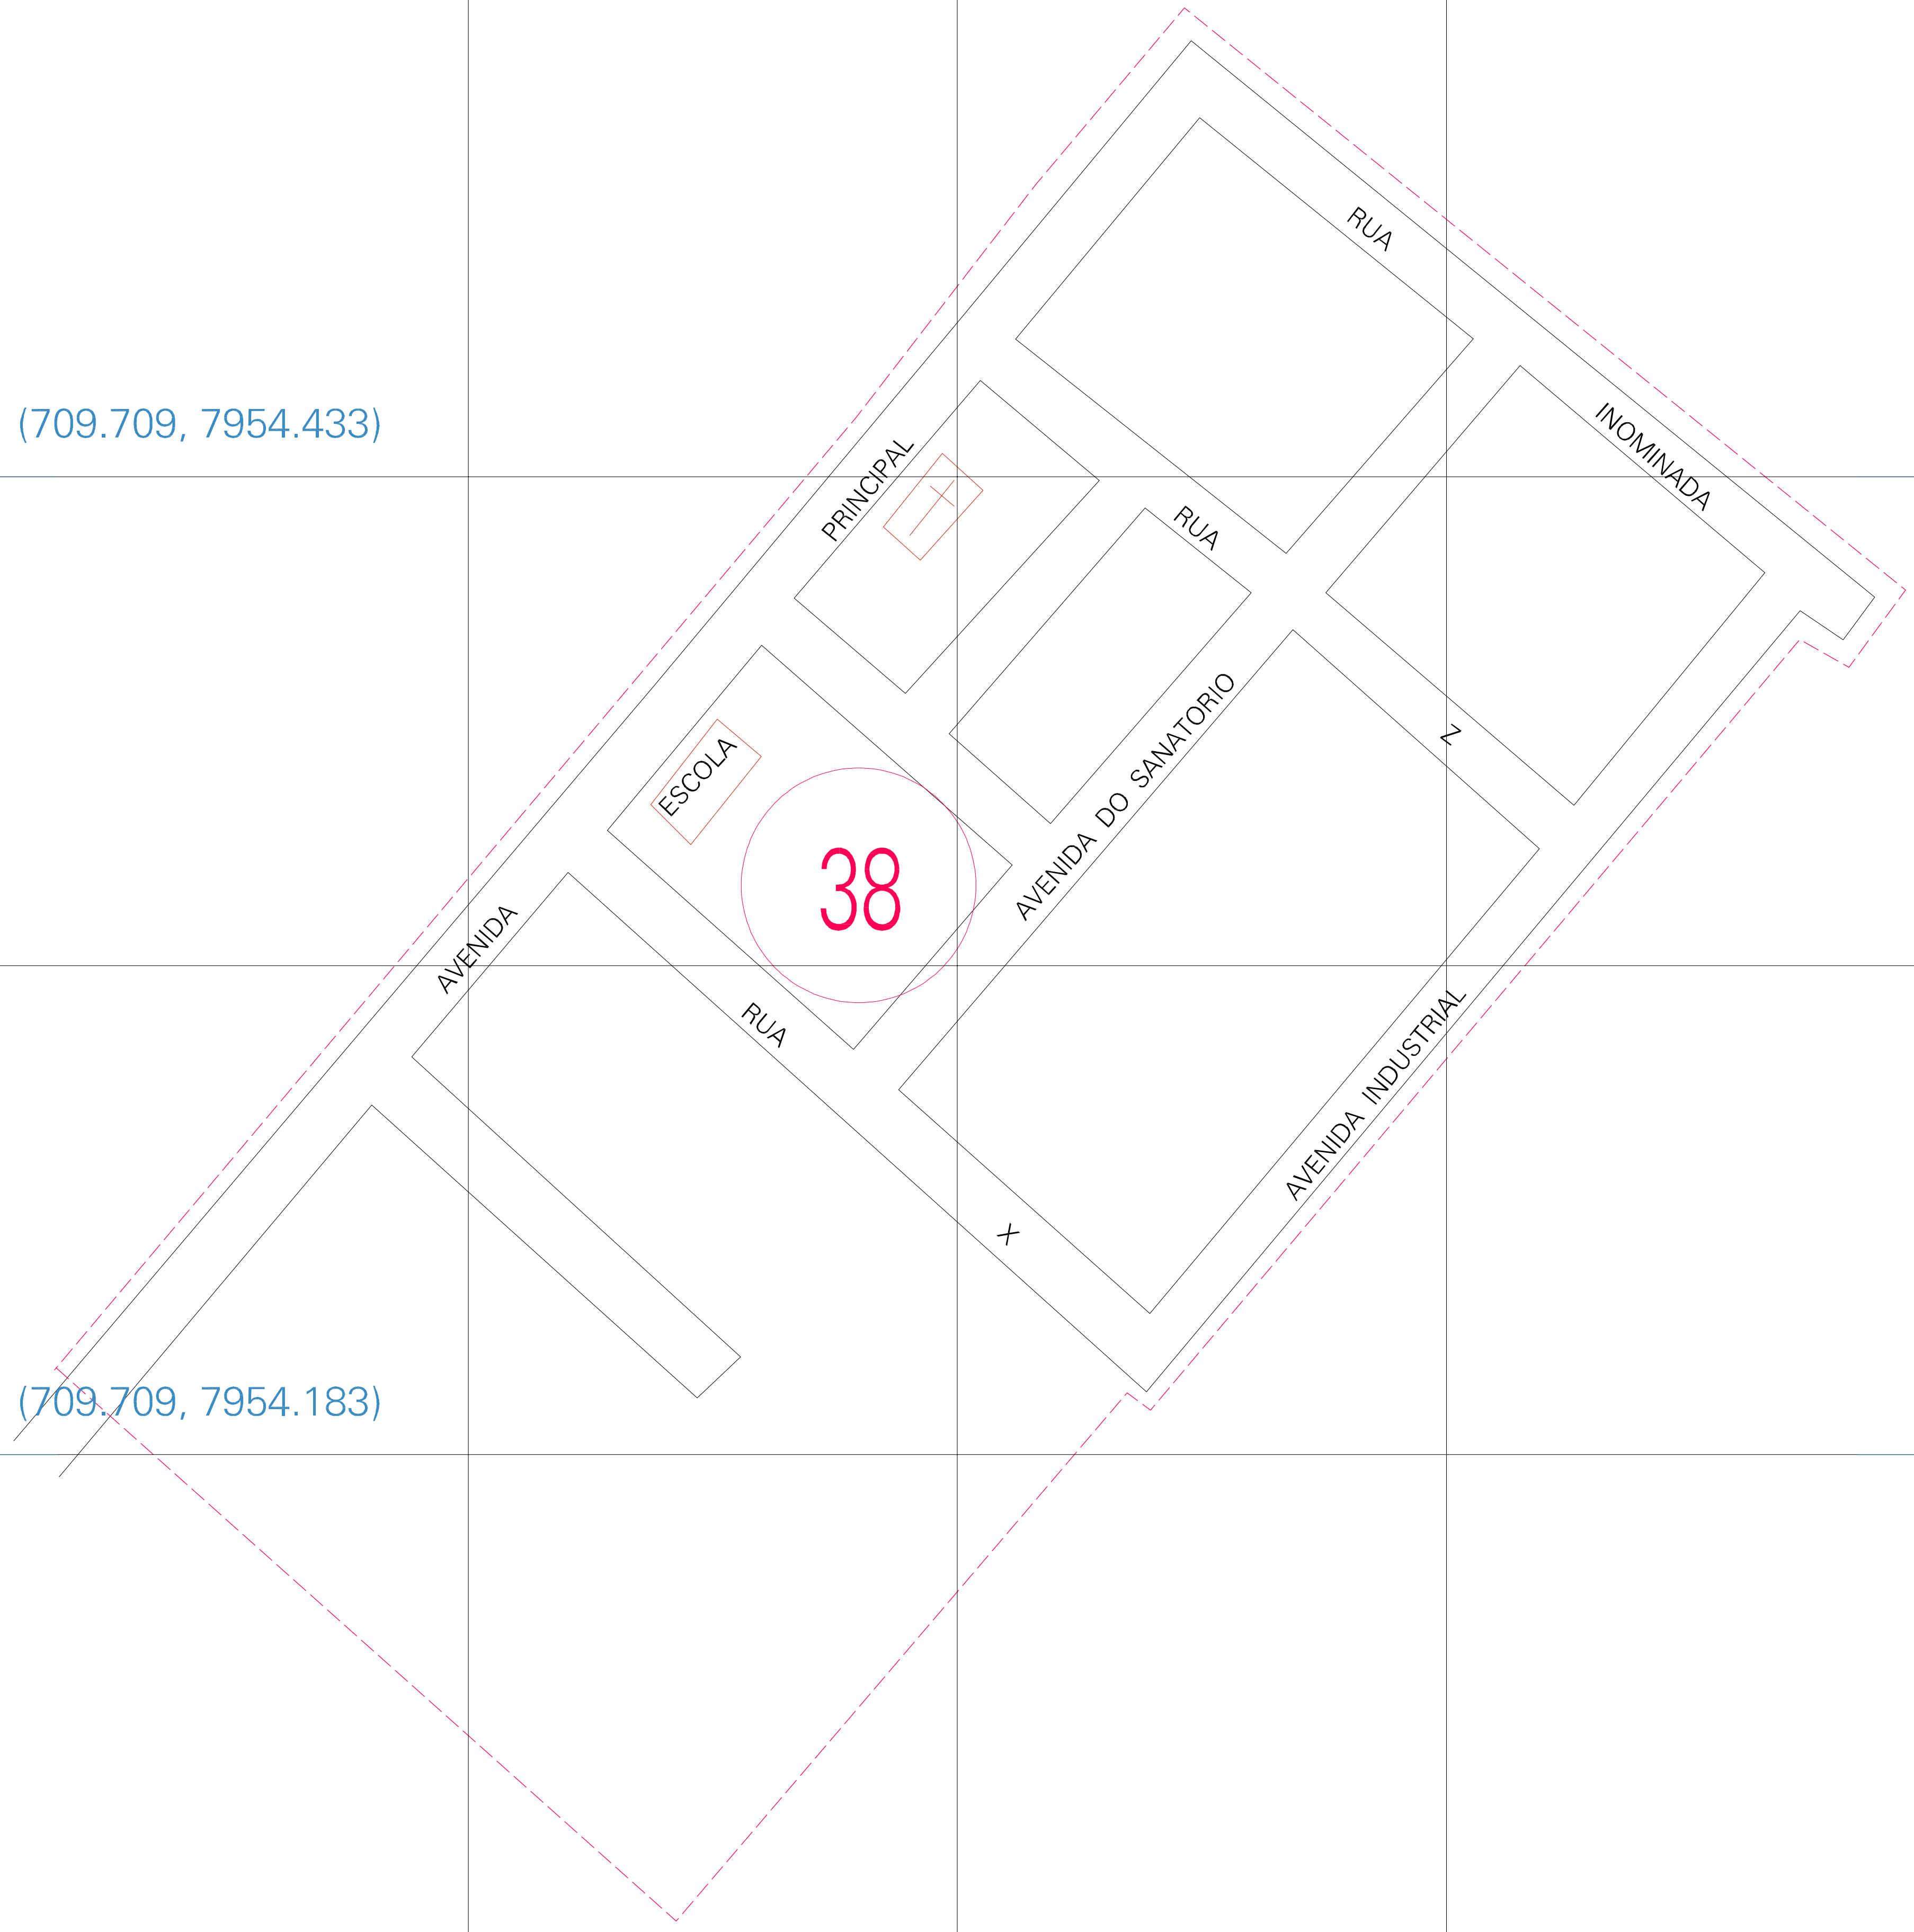 RUA
INOMINADA
(709.709, 7954.433)
PRINCIPAL
RUA
Z
AVENIDA DO SANATORIO
ESCOLA
38
AVENIDA
RUA
X
AVENIDA INDUSTRIAL
(709.709, 7954.183)